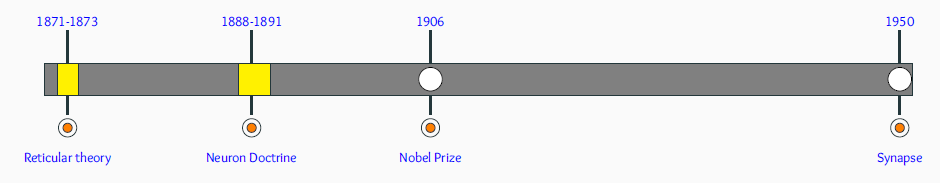 1871-1873
1888-1891
1906
1950
Reticular theory
Neuron Doctrine
Nobel Prize
Synapse